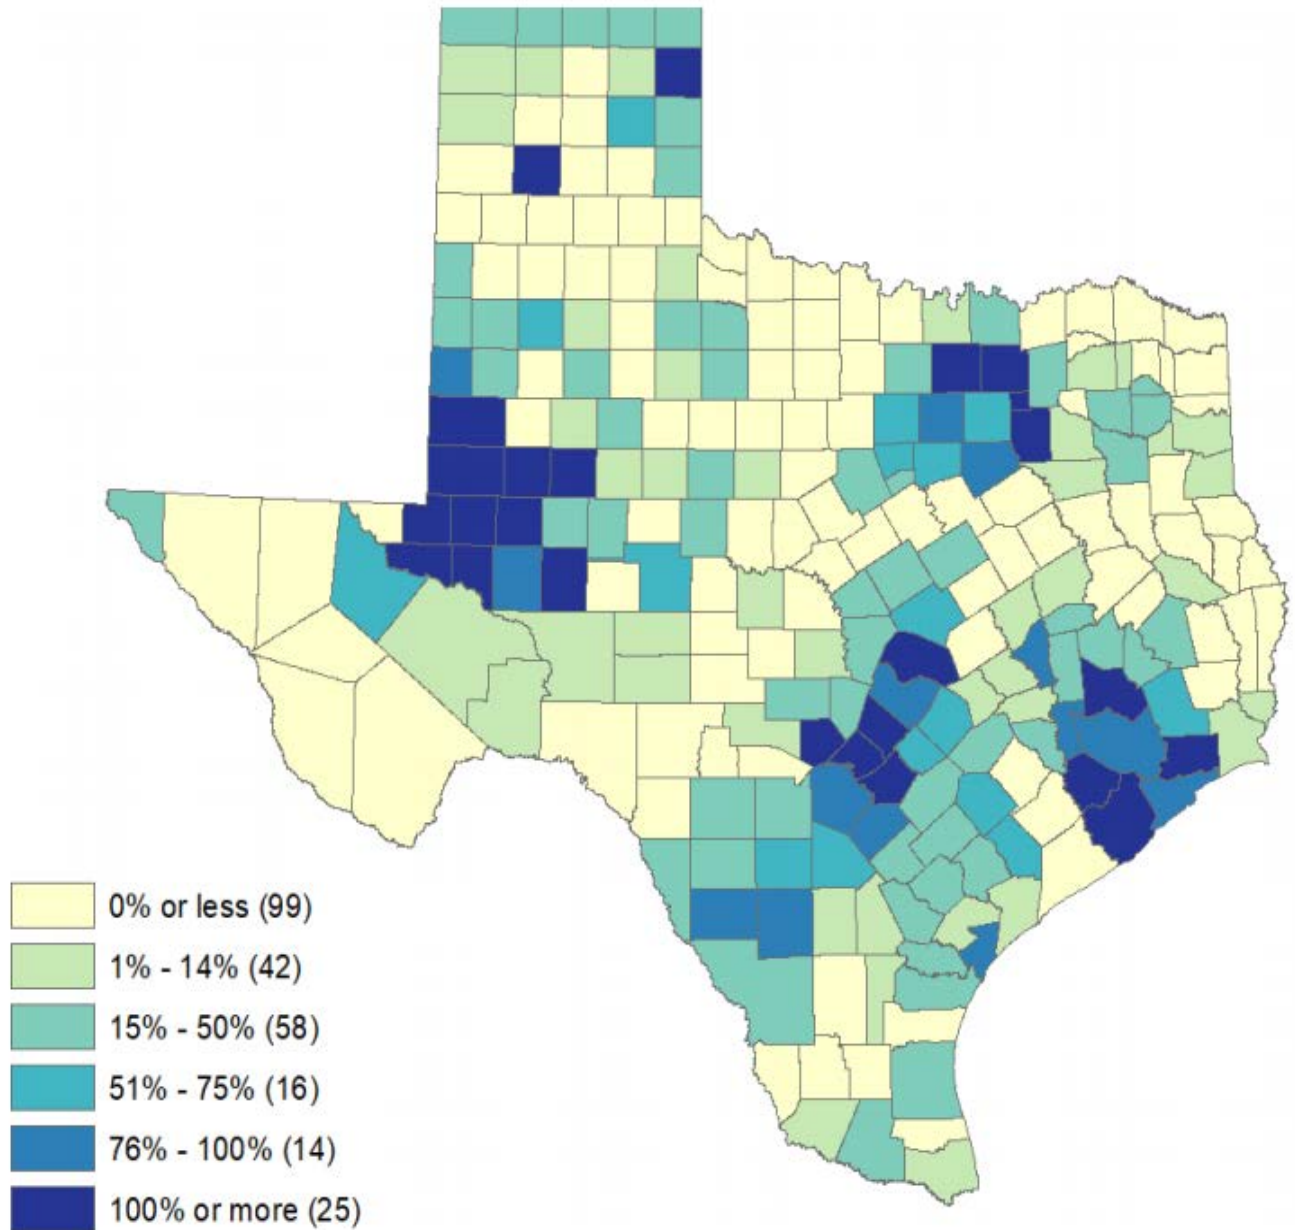 0% or less (99)
1% - 14% (42)
15% - 50% (58)
51% - 75% (16)
76% - 100% (14)
100% or more (25)